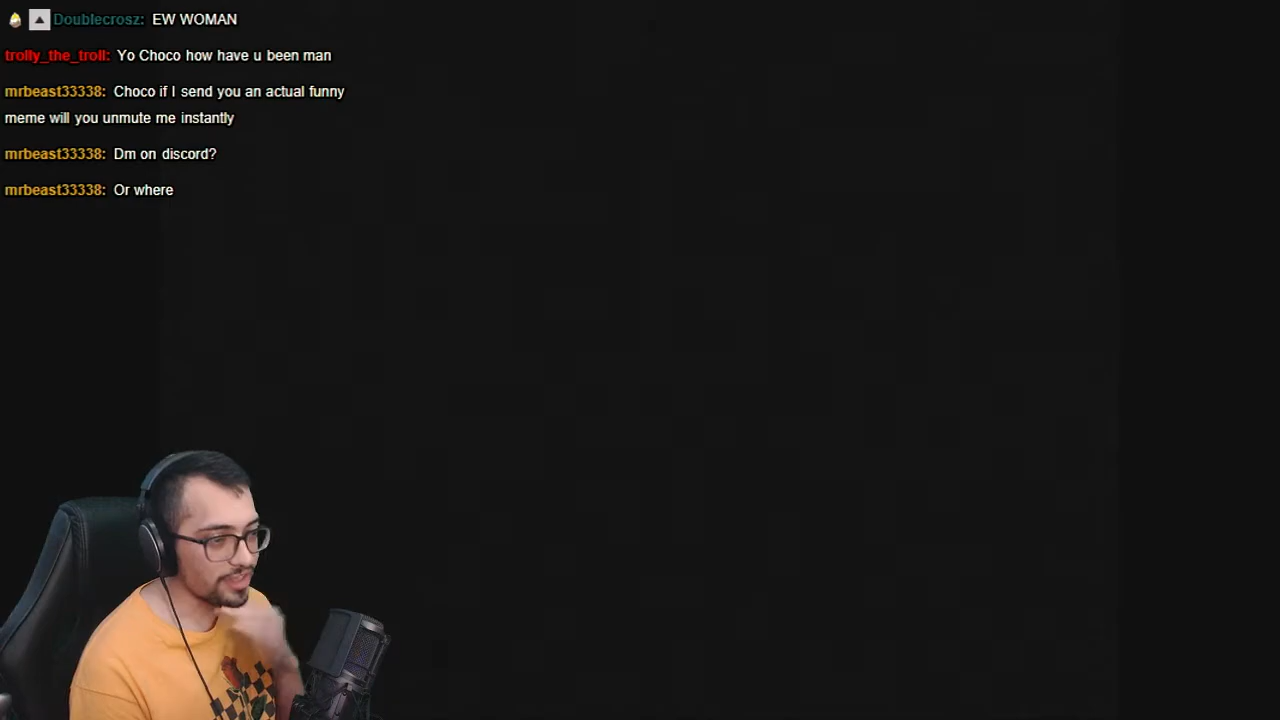 Doublecrosz: EW WOMAN
trolly_the_troll: Yo Choco how have u been man
mrbeast33338: Choco if I send you an actual funny
meme will you unmute me instantly
mrbeast33338: Dm on discord?
mrbeast33338: Or where